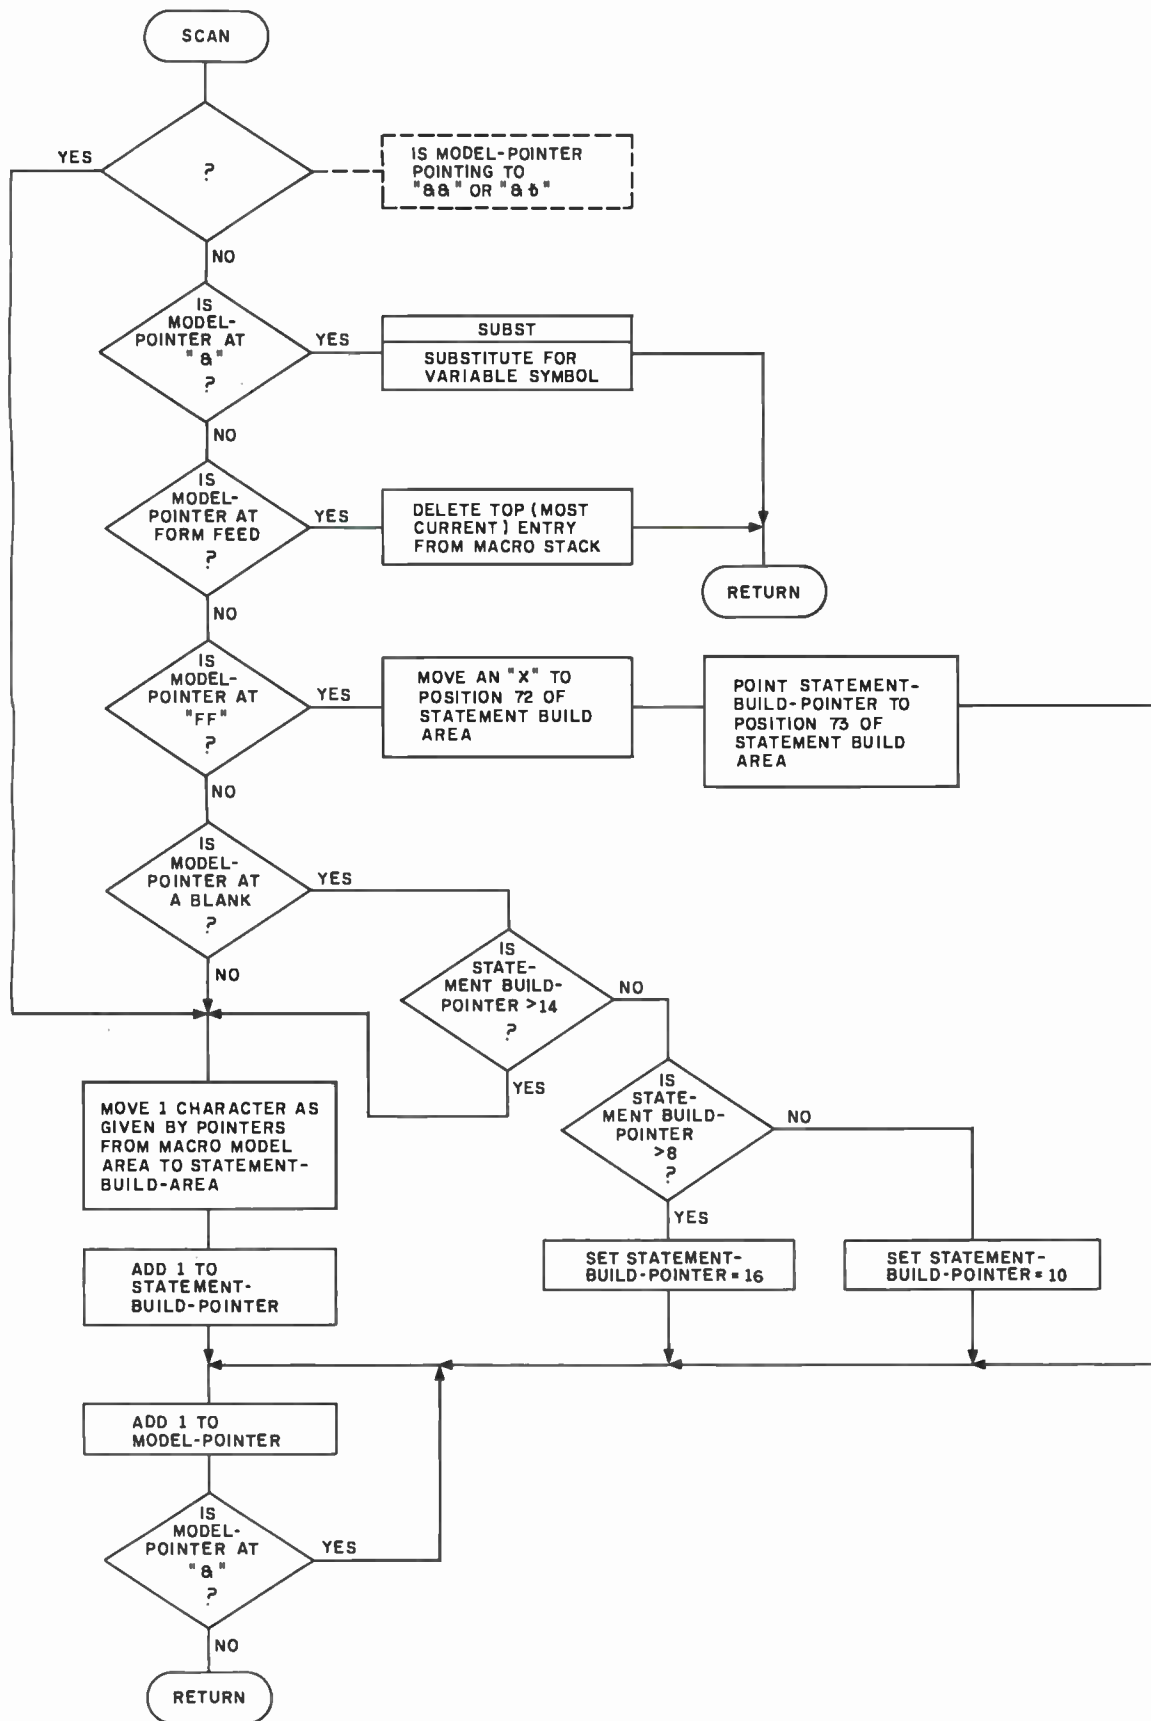 SCAN
YES
?
IS MODEL-POINTER
POINTING TO
"&&" OR "&ƀ"
NO
IS
MODEL-
POINTER AT
"&"
?
YES
SUBST
SUBSTITUTE FOR
VARIABLE SYMBOL
NO
IS
MODEL-
POINTER AT
FORM FEED
?
YES
DELETE TOP (MOST
CURRENT) ENTRY
FROM MACRO STACK
RETURN
NO
IS
MODEL-
POINTER AT
"FF"
?
YES
MOVE AN "X" TO
POSITION 72 OF
STATEMENT BUILD
AREA
POINT STATEMENT-
BUILD-POINTER TO
POSITION 73 OF
STATEMENT BUILD
AREA
NO
IS
MODEL-
POINTER AT
A BLANK
?
YES
NO
IS
STATE-
MENT BUILD-
POINTER >14
?
NO
YES
IS
STATE-
MENT BUILD-
POINTER
>8
?
NO
YES
MOVE 1 CHARACTER AS
GIVEN BY POINTERS
FROM MACRO MODEL
AREA TO STATEMENT-
BUILD-AREA
SET STATEMENT-
BUILD-POINTER=16
SET STATEMENT-
BUILD-POINTER=10
ADD 1 TO
STATEMENT-
BUILD-POINTER
ADD 1 TO
MODEL-POINTER
IS
MODEL-
POINTER AT
"&"
?
YES
NO
RETURN